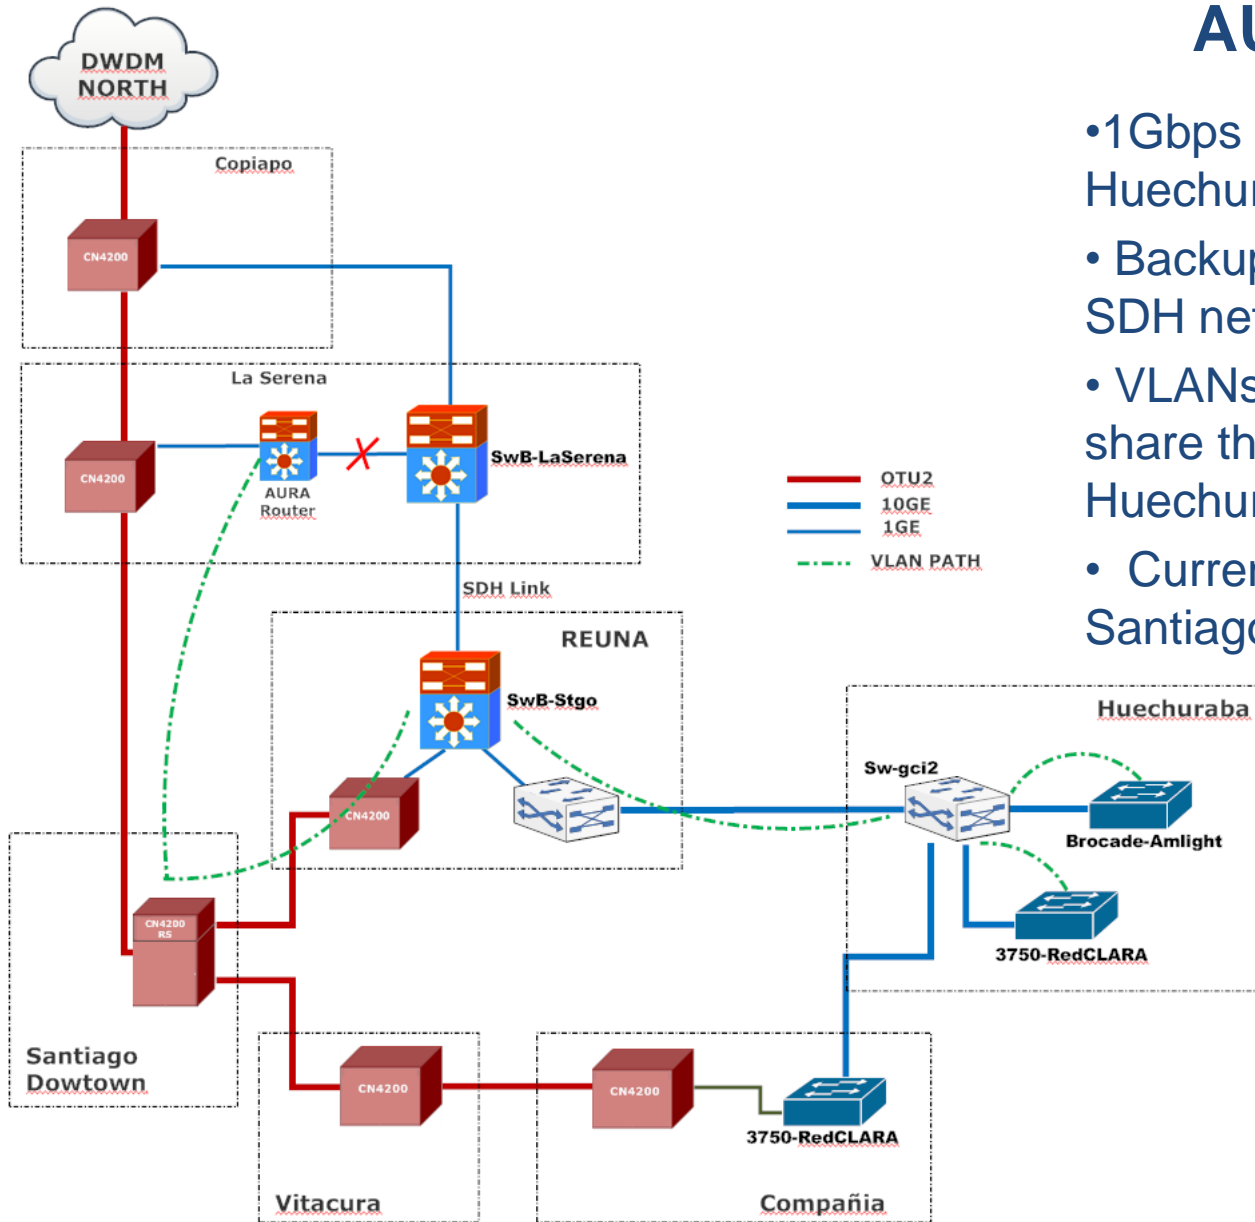 AU
•1Gbps
Huechur
• Backup
SDH net
• VLANs
share th
Huechur
• Curren
Santiago
DWDM
NORTH
Copiapo
CN4200
La Serena
CN4200
AURA
Router
SwB-LaSerena
OTU2
10GE
1GE
VLAN PATH
SDH Link
REUNA
SwB-Stgo
CN4200
Huechuraba
Sw-gci2
Brocade-Amlight
3750-RedCLARA
CN4200
RS
Santiago
Dowtown
CN4200
Vitacura
CN4200
3750-RedCLARA
Compañia